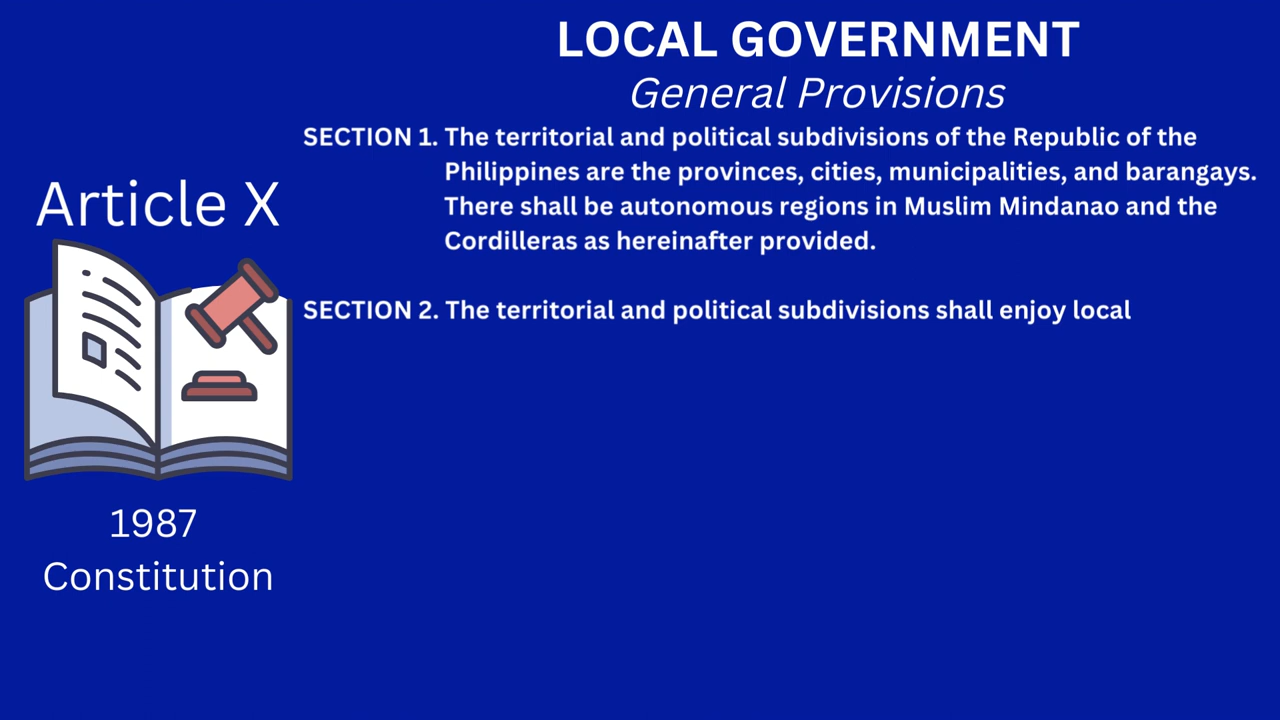 LOCAL GOVERNMENT
General Provisions
SECTION 1. The territorial and political subdivisions of the Republic of the
Philippines are the provinces, cities, municipalities, and barangays.
There shall be autonomous regions in Muslim Mindanao and the
Cordilleras as hereinafter provided.
SECTION 2. The territorial and political subdivisions shall enjoy local
Article X
1987
Constitution